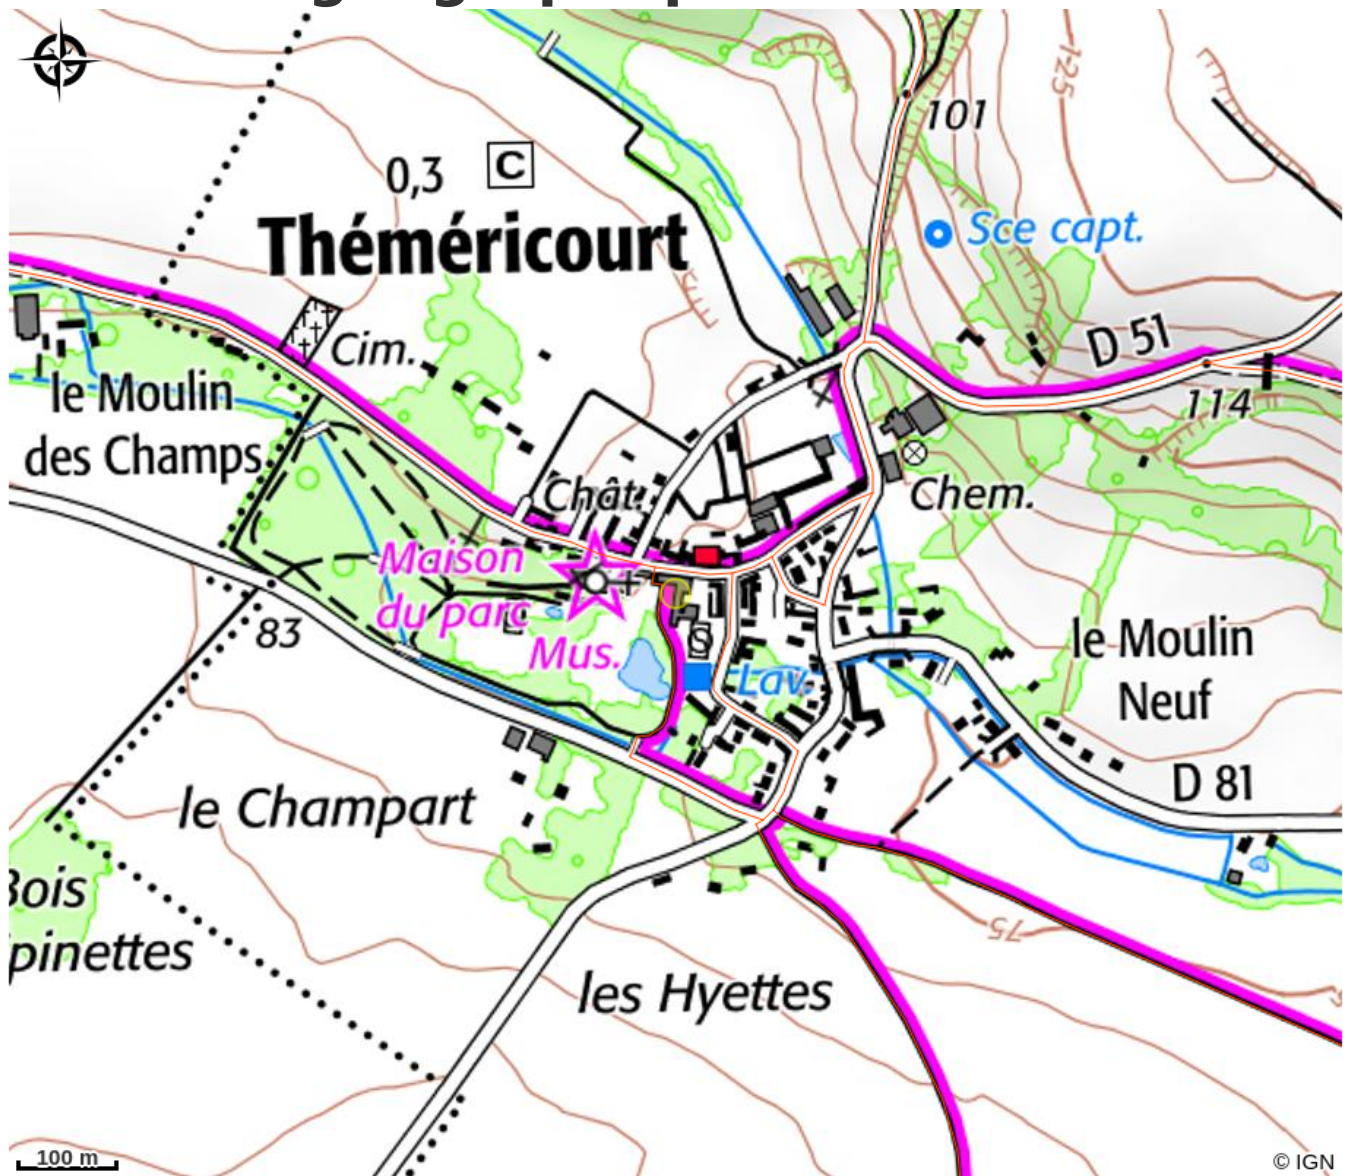 101
125
0,3 C
Sce capt.
Théméricourt
D 51
Cim.
le Moulin
des Champs
114
Chât.
Chem.
Maison
du parc
83
Mus.
Lav.
le Moulin
Neuf
D 81
le Champart
Bois
pinettes
75
les Hyettes
100 m
© IGN